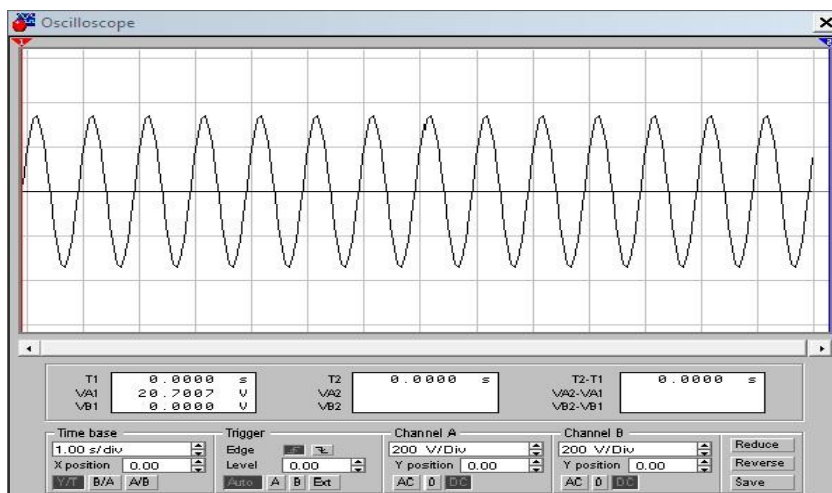 Oscilloscope
1
2
T1 0.0000 s T2 0.0000 s T2-T1 0.0000 s
VA1 20.7007 V VA2 VA2-VA1
VB1 0.0000 V VB2 VB2-VB1
Time base Trigger Channel A Channel B
1.00 s/div Edge 200 V/Div 200 V/Div Reduce
X position 0.00 Level 0.00 Y position 0.00 Y position 0.00 Reverse
Y/T B/A A/B Auto A B Ext AC 0 DC AC 0 DC Save